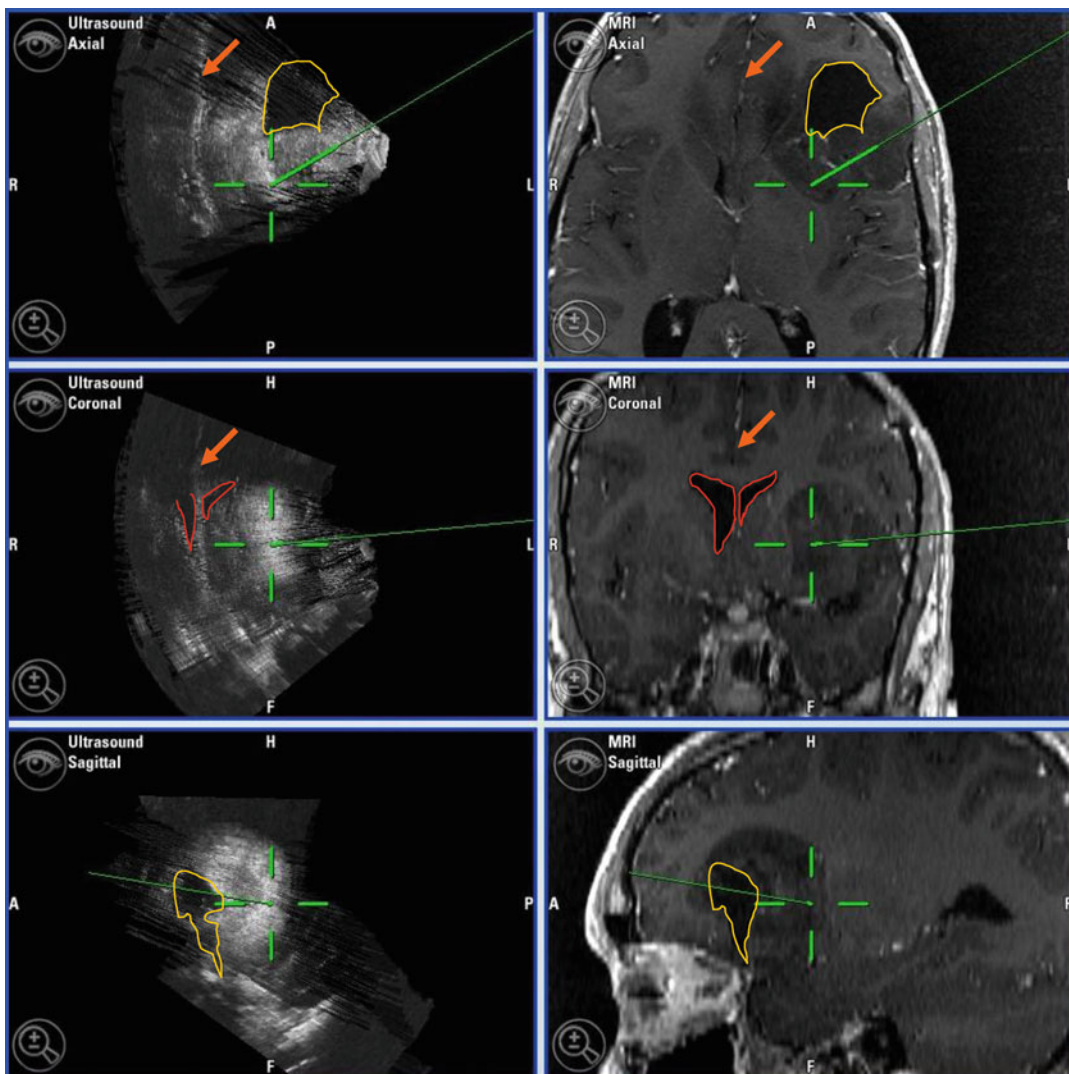 Ultrasound
Axial
A
R
L
P
MRI
Axial
A
R
P
Ultrasound
Coronal
H
R
L
F
MRI
Coronal
H
R
F
Ultrasound
Sagittal
H
A
P
F
MRI
Sagittal
H
A
F